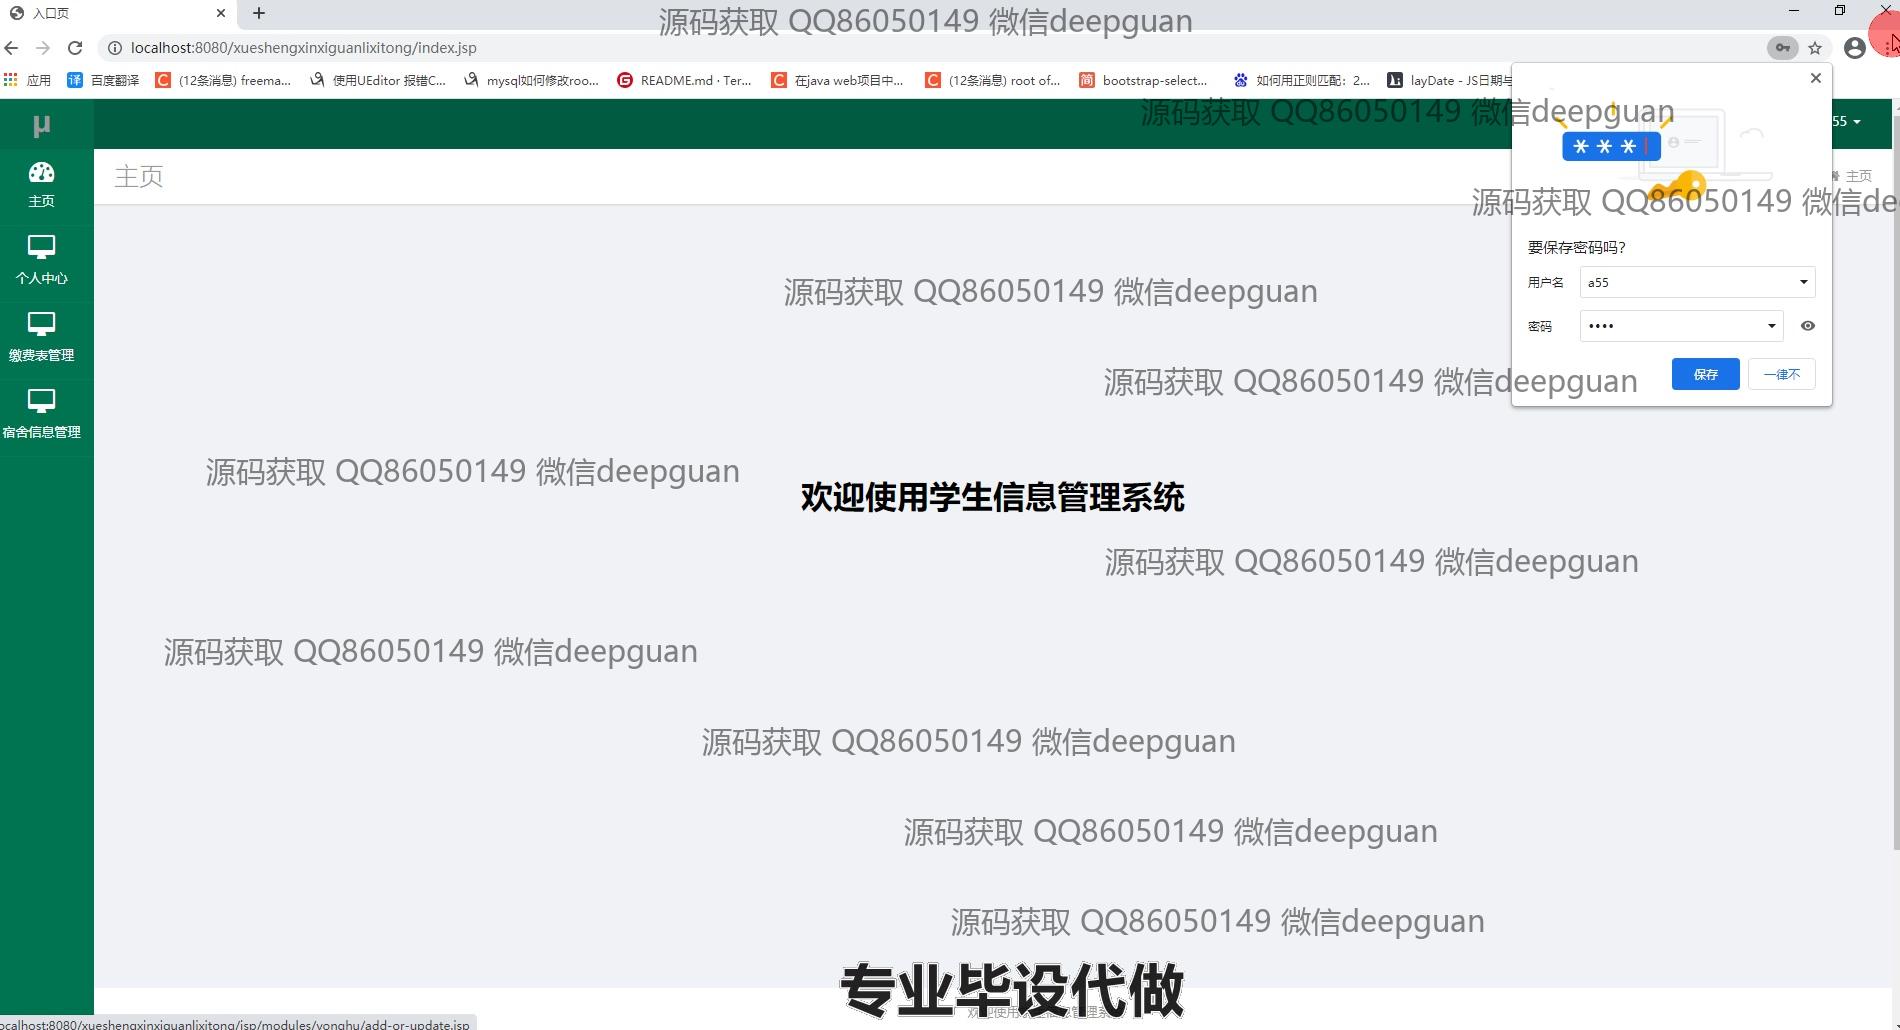 入口页
源码获取 QQ86050149 微信deepguan
localhost:8080/xueshengxinxiguanlixitong/index.jsp
应用 百度翻译 (12条消息) freema... 使用UEditor 报错C... mysql如何修改roo... README.md · Ter... 在java web项目中... (12条消息) root of... bootstrap-select... 如何用正则匹配：2... layDate - JS日期与
μ
源码获取 QQ86050149 微信deepguan
55
***
主页
主页
主页
源码获取 QQ86050149 微信de
要保存密码吗?
个人中心
用户名 a55
源码获取 QQ86050149 微信deepguan
密码 ••••
缴费表管理
源码获取 QQ86050149 微信deepguan
保存 一律不
宿舍信息管理
源码获取 QQ86050149 微信deepguan
欢迎使用学生信息管理系统
源码获取 QQ86050149 微信deepguan
源码获取 QQ86050149 微信deepguan
源码获取 QQ86050149 微信deepguan
源码获取 QQ86050149 微信deepguan
源码获取 QQ86050149 微信deepguan
专业毕设代做
ocalhost:8080/xueshengxinxiguanlixitong/jsp/modules/yonghu/add-or-update.jsp